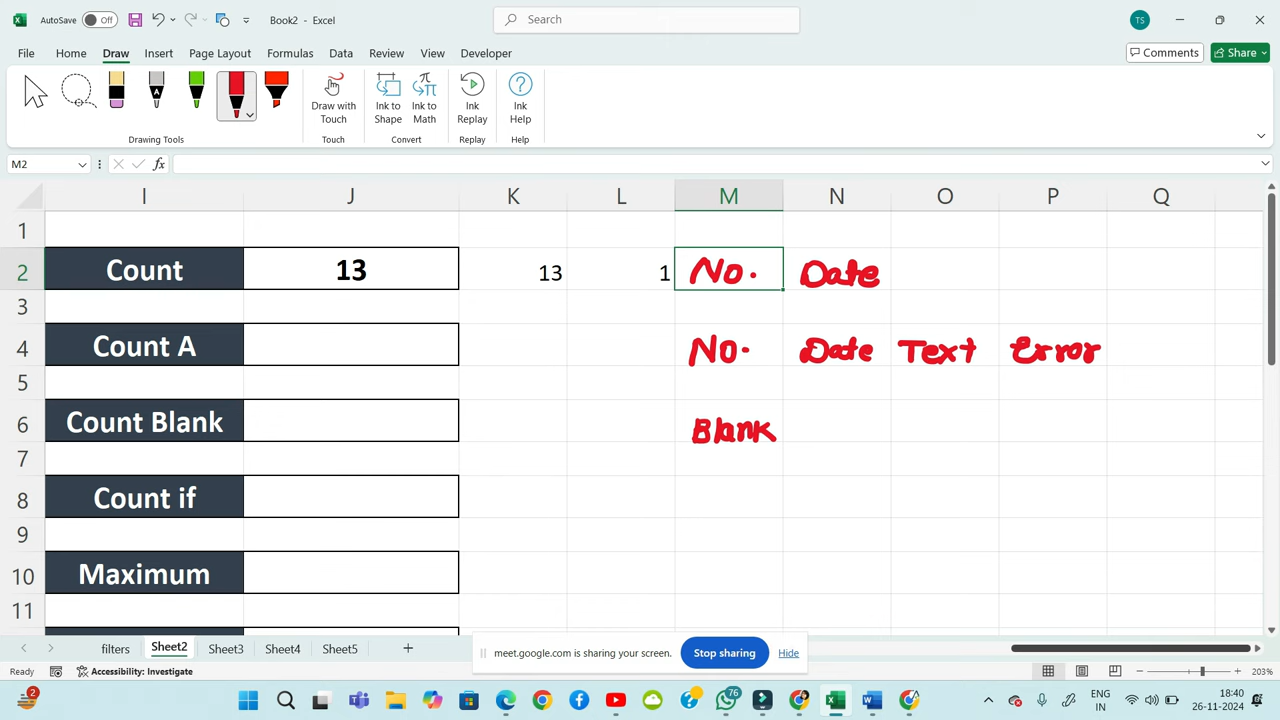 AutoSave Off Book2 - Excel Search TS
File Home Draw Insert Page Layout Formulas Data Review View Developer Comments Share
Draw with Touch Ink to Shape Ink to Math Ink Replay Ink Help
Drawing Tools Touch Convert Replay Help
M2 fx
I J K L M N O P Q
1
2 Count 13 13 1 No. Date
3
4 Count A No. Date Text Error
5
6 Count Blank Blank
7
8 Count if
9
10 Maximum
11
filters Sheet2 Sheet3 Sheet4 Sheet5 +
meet.google.com is sharing your screen. Stop sharing Hide
Ready Accessibility: Investigate 203%
2 76 ENG IN 18:40 26-11-2024